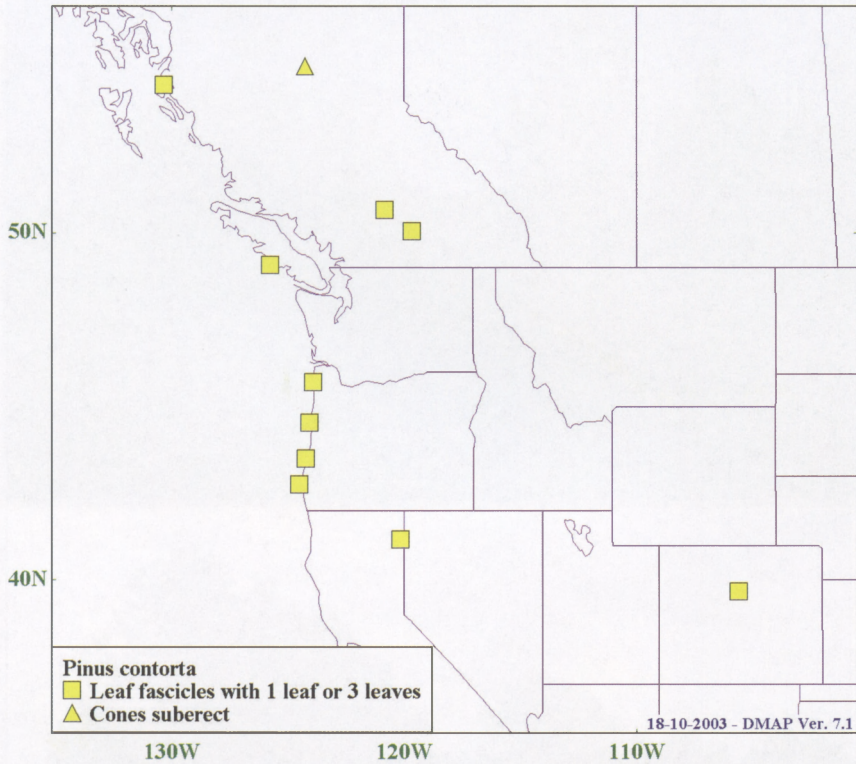 50N
40N
Pinus contorta
Leaf fascicles with 1 leaf or 3 leaves
Cones suberect
18-10-2003 - DMAP Ver. 7.1
130W
120W
110W